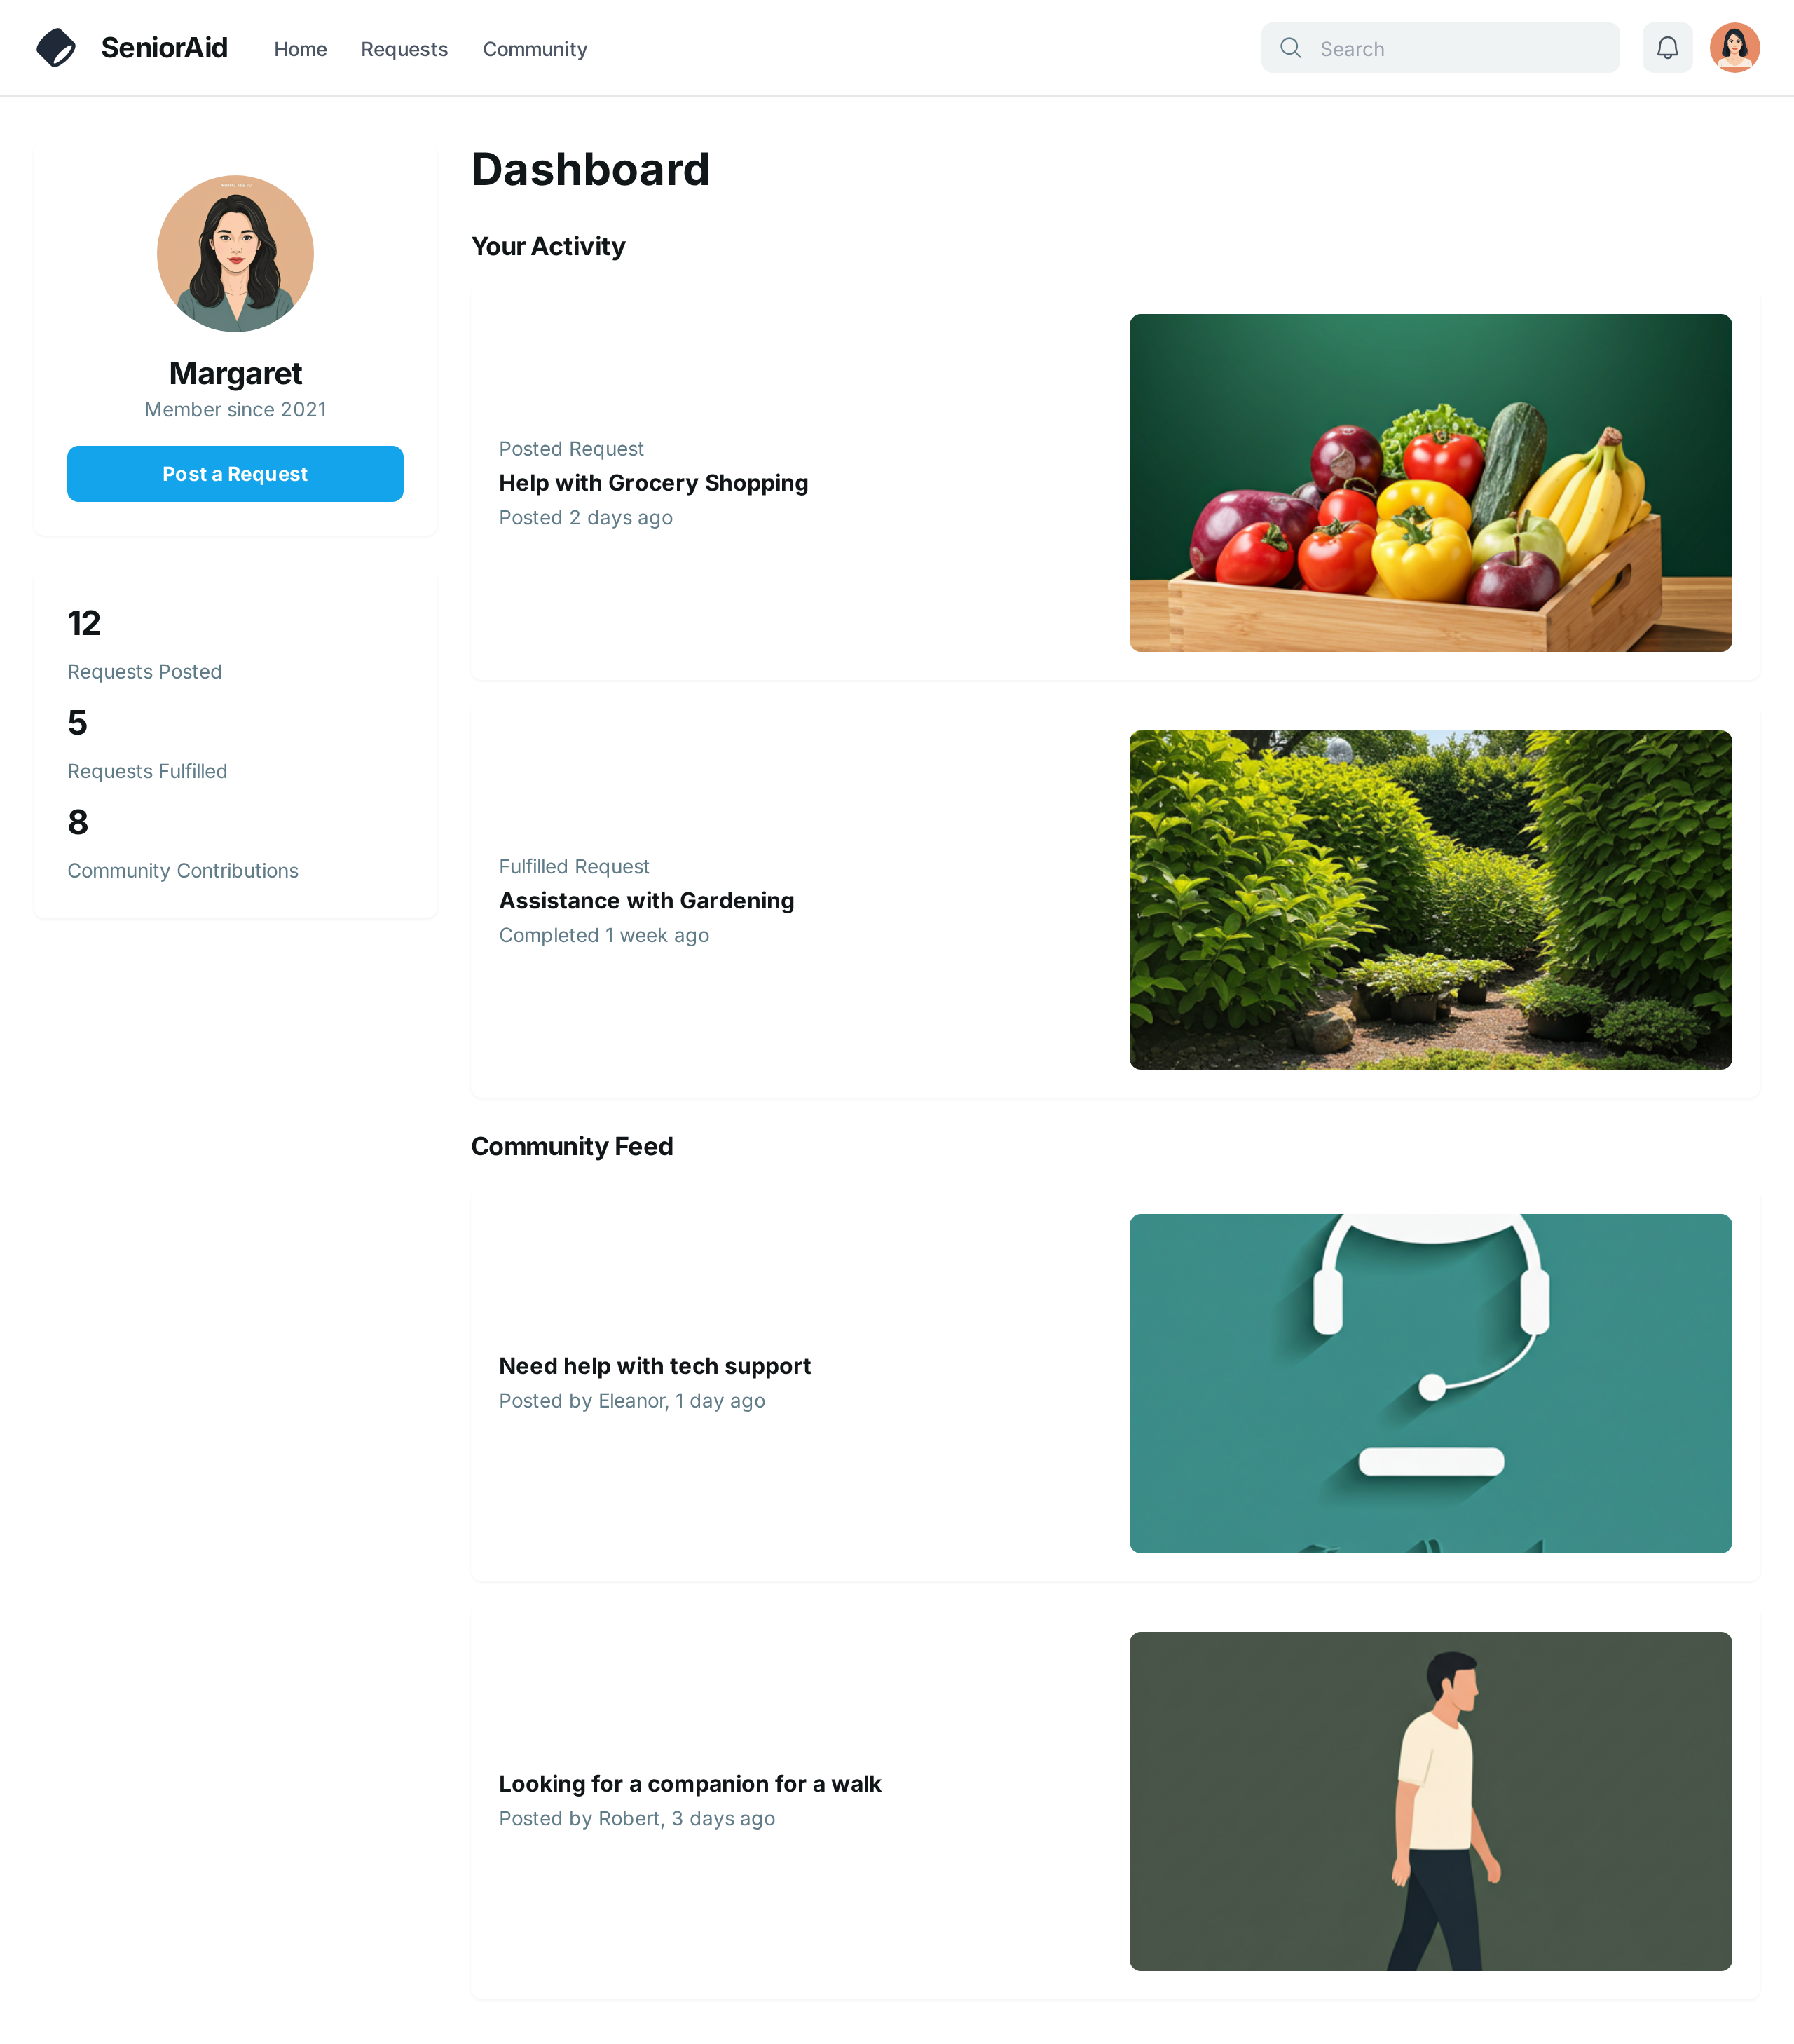 SeniorAid
Home
Requests
Community
Search
Margaret
Member since 2021
Post a Request
12
Requests Posted
5
Requests Fulfilled
8
Community Contributions
Dashboard
Your Activity
Posted Request
Help with Grocery Shopping
Posted 2 days ago
Fulfilled Request
Assistance with Gardening
Completed 1 week ago
Community Feed
Need help with tech support
Posted by Eleanor, 1 day ago
Looking for a companion for a walk
Posted by Robert, 3 days ago